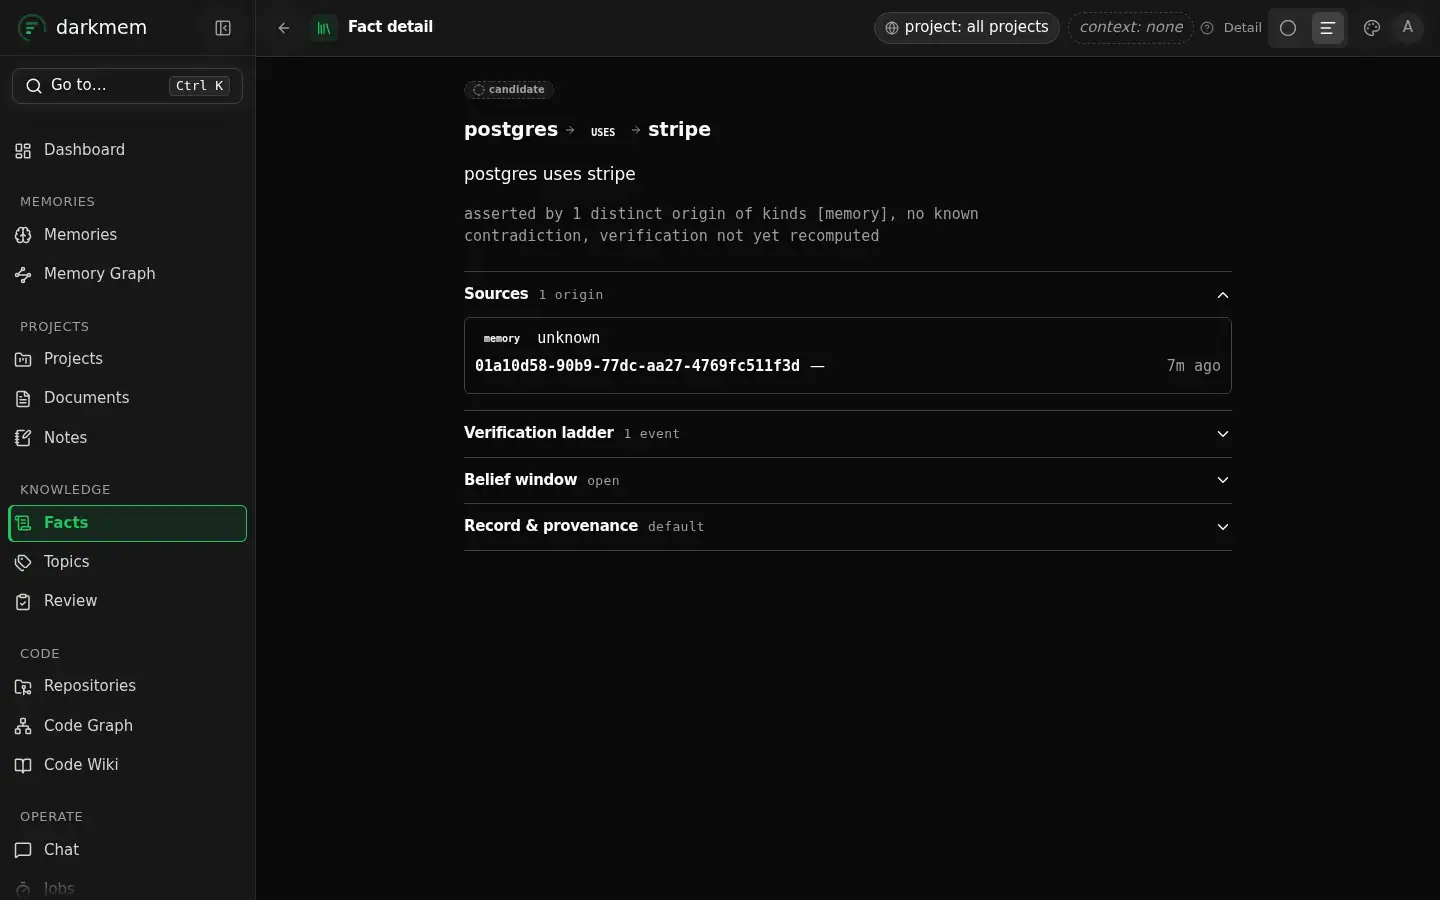 darkmem
Go to...
Ctrl K
Dashboard
MEMORIES
Memories
Memory Graph
PROJECTS
Projects
Documents
Notes
KNOWLEDGE
Facts
Topics
Review
CODE
Repositories
Code Graph
Code Wiki
OPERATE
Chat
Jobs
Fact detail
project: all projects
context: none
Detail
A
candidate
postgres → USES → stripe
postgres uses stripe
asserted by 1 distinct origin of kinds [memory], no known
contradiction, verification not yet recomputed
Sources 1 origin
memory unknown
01a10d58-90b9-77dc-aa27-4769fc511f3d — 7m ago
Verification ladder 1 event
Belief window open
Record & provenance default